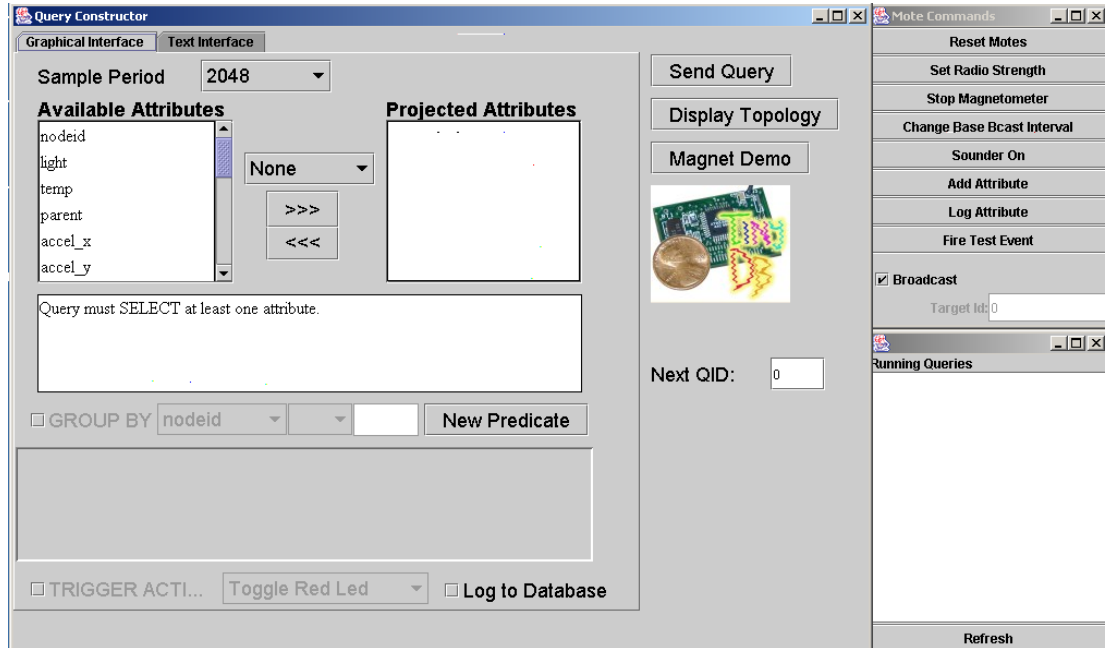 Query Constructor
Graphical Interface Text Interface
Sample Period 2048
Available Attributes Projected Attributes
nodeid
light
temp
parent
accel_x
accel_y
None
>>>
<<<
Query must SELECT at least one attribute.
GROUP BY nodeid New Predicate
TRIGGER ACTI... Toggle Red Led Log to Database
Send Query
Display Topology
Magnet Demo
Next QID: 0
Mote Commands
Reset Motes
Set Radio Strength
Stop Magnetometer
Change Base Bcast Interval
Sounder On
Add Attribute
Log Attribute
Fire Test Event
Broadcast
Target Id: 0
Running Queries
Refresh